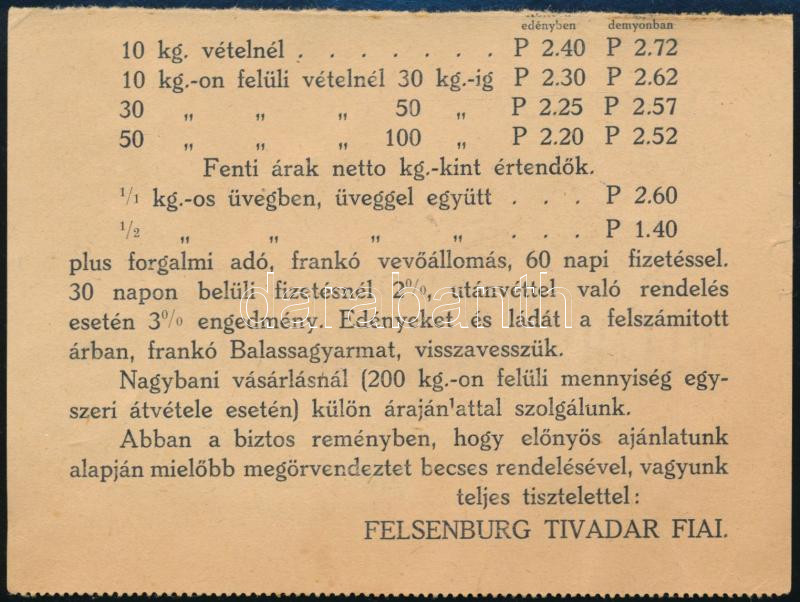 edényben demyonban
10 kg. vételnél . . . . . . . P 2.40 P 2.72
10 kg.-on felüli vételnél 30 kg.-ig P 2.30 P 2.62
30 „ „ „ 50 „ P 2.25 P 2.57
50 „ „ „ 100 „ P 2.20 P 2.52
Fenti árak netto kg.-kint értendők.
1/1 kg.-os üvegben, üveggel együtt . . . P 2.60
1/2 „ „ „ „ . . . P 1.40
plus forgalmi adó, frankó vevőállomás, 60 napi fizetéssel.
30 napon belüli fizetésnél 2%, utánvéttel való rendelés
esetén 3% engedmény. Edényeket és ládát a felszámitott
árban, frankó Balassagyarmat, visszavesszük.
Nagybani vásárlásnál (200 kg.-on felüli mennyiség egy-
szeri átvétele esetén) külön áraján'attal szolgálunk.
Abban a biztos reményben, hogy előnyös ajánlatunk
alapján mielőbb megörvendeztet becses rendelésével, vagyunk
teljes tisztelettel:
FELSENBURG TIVADAR FIAI.
darabanth